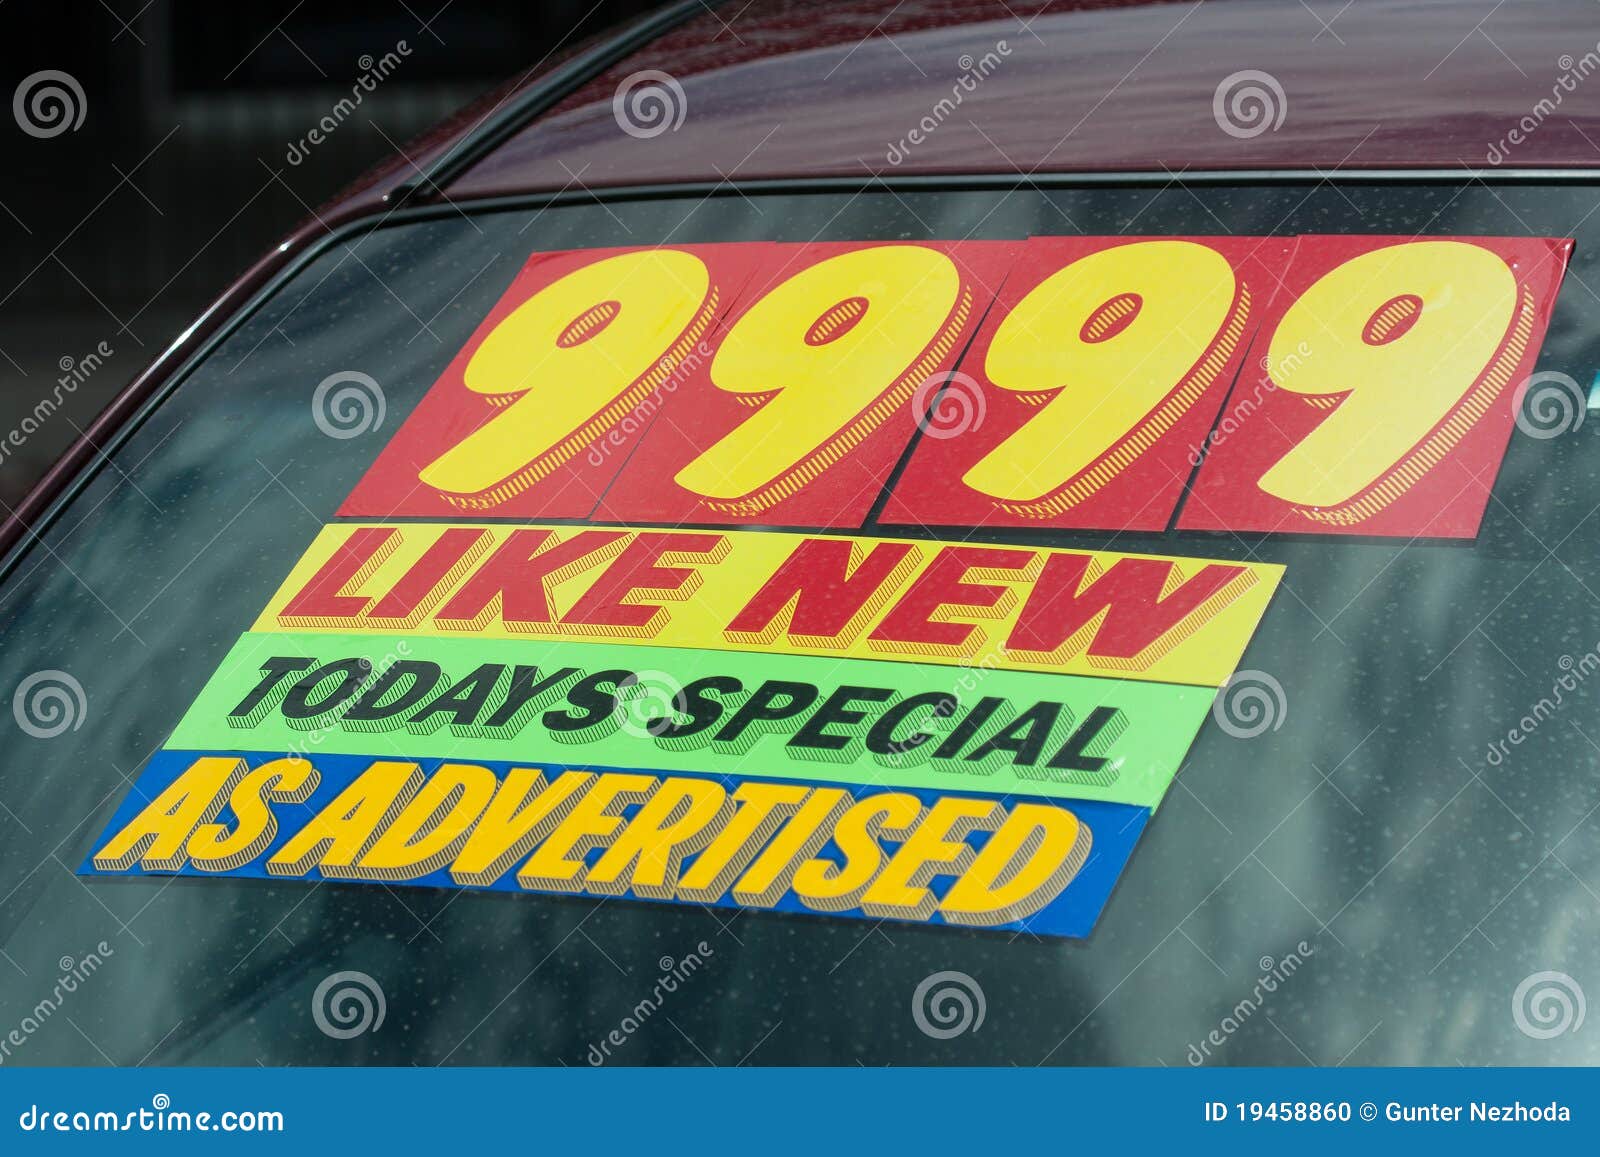 9999
LIKE NEW
TODAYS SPECIAL
AS ADVERTISED
dreamstime.com
ID 19458860 © Gunter Nezhoda